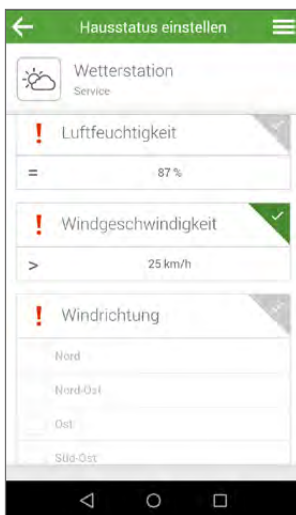 Hausstatus einstellen
Wetterstation
Service
! Luftfeuchtigkeit
= 87 %
! Windgeschwindigkeit
> 25 km/h
! Windrichtung
Nord
Nord-Ost
Ost
Süd-Ost